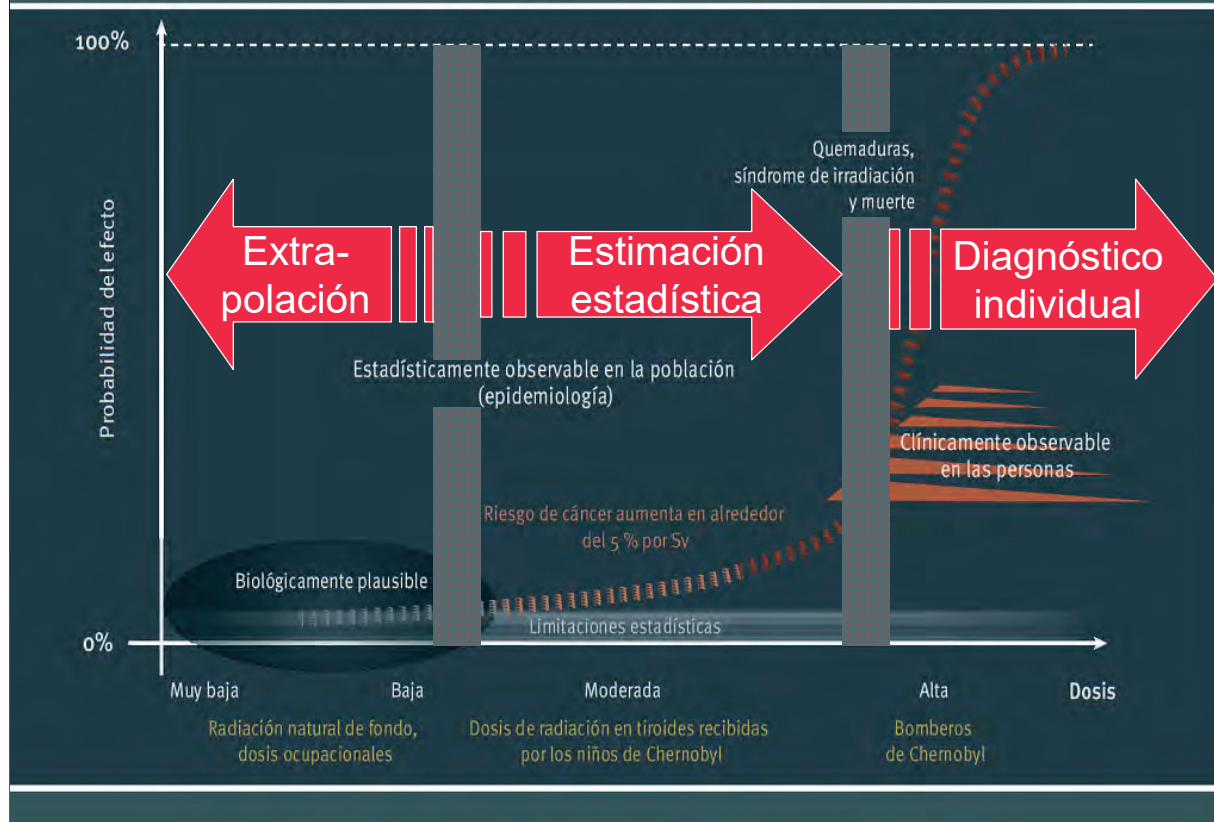 100%
Quemaduras,
síndrome de irradiación
y muerte
Probabilidad del efecto
Extra-
polación
Estimación
estadística
Diagnóstico
individual
Estadísticamente observable en la población
(epidemiología)
Clínicamente observable
en las personas
Riesgo de cáncer aumenta en alrededor
del 5 % por Sv
Biológicamente plausible
Limitaciones estadísticas
0%
Muy baja
Baja
Moderada
Alta
Dosis
Radiación natural de fondo,
dosis ocupacionales
Dosis de radiación en tiroides recibidas
por los niños de Chernobyl
Bomberos
de Chernobyl